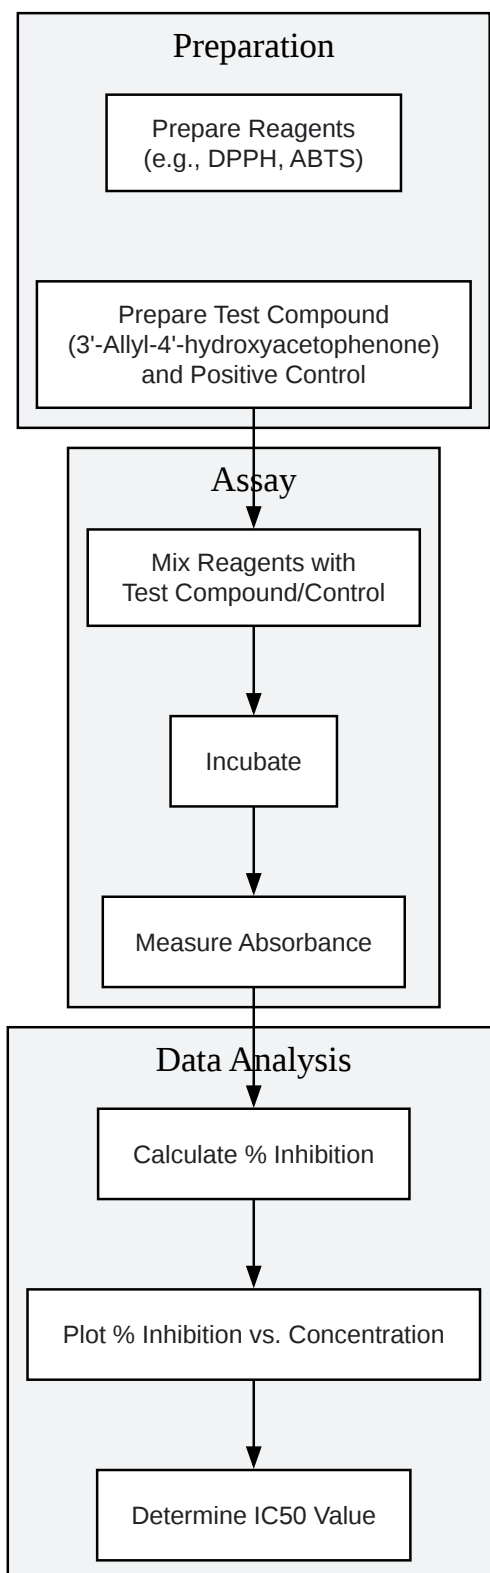 Preparation
Prepare Reagents
(e.g., DPPH, ABTS)
Prepare Test Compound
(3'-Allyl-4'-hydroxyacetophenone)
and Positive Control
Assay
Mix Reagents with
Test Compound/Control
Incubate
Measure Absorbance
Data Analysis
Calculate % Inhibition
Plot % Inhibition vs. Concentration
Determine IC50 Value